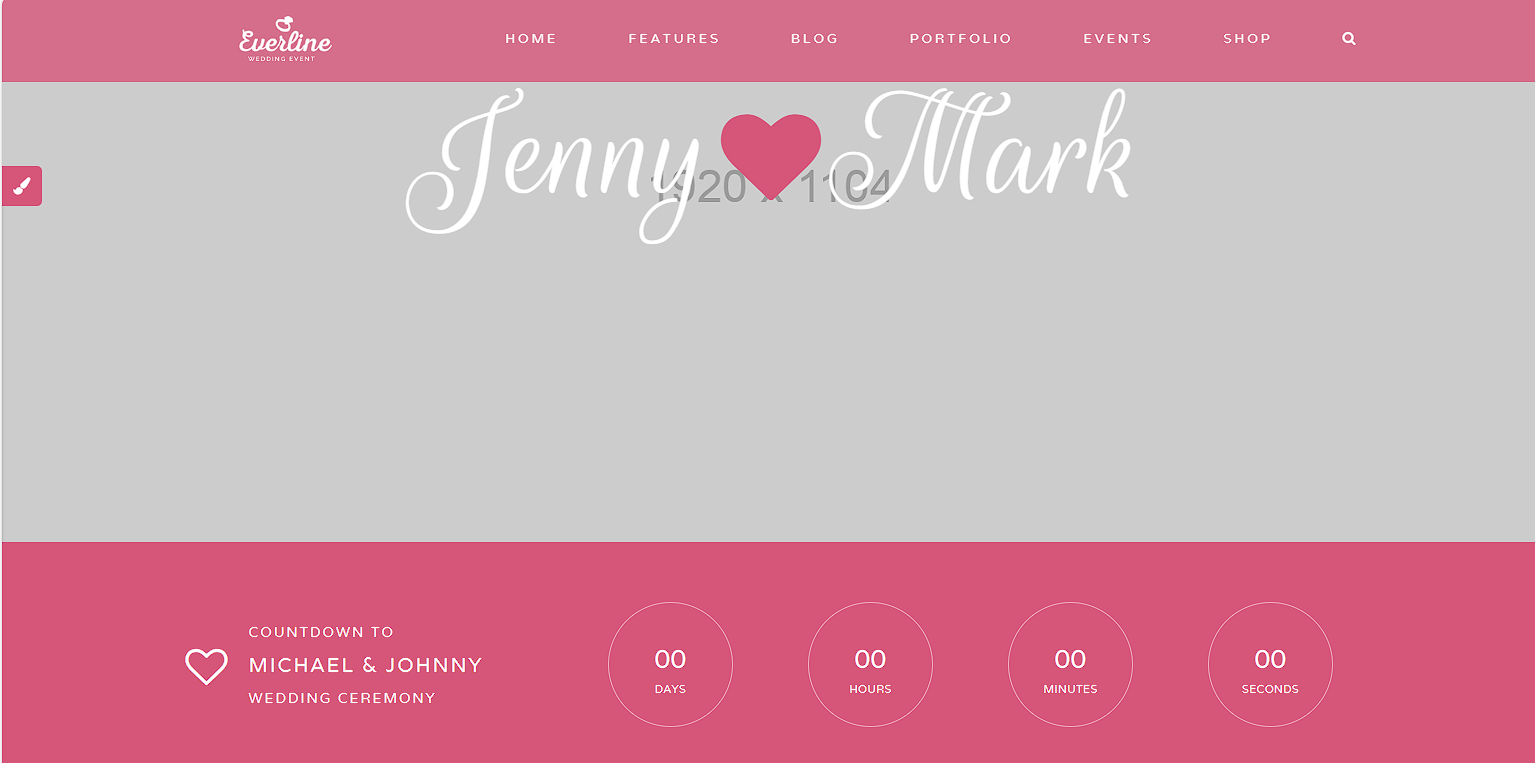 Everline
WEDDING EVENT
HOME FEATURES BLOG PORTFOLIO EVENTS SHOP
Jenny Mark
1920 x 1104
COUNTDOWN TO
MICHAEL & JOHNNY
WEDDING CEREMONY
00 00 00 00
DAYS HOURS MINUTES SECONDS